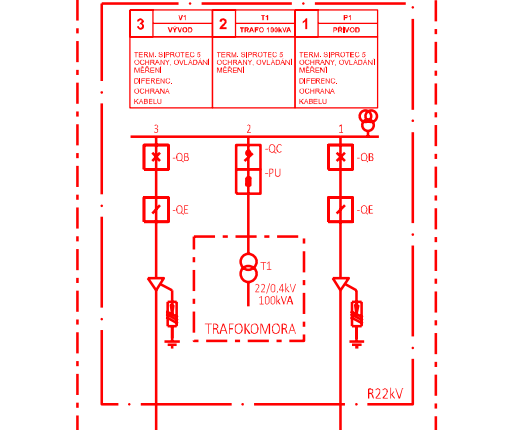 3 V1 2 T1 1 P1
VÝVOD TRAFO 100kVA PŘÍVOD
TERM. SIPROTEC 5 TERM. SIPROTEC 5 TERM. SIPROTEC 5
OCHRANY, OVLÁDÁNÍ OCHRANY, OVLÁDÁNÍ OCHRANY, OVLÁDÁNÍ
MĚŘENÍ MĚŘENÍ MĚŘENÍ
DIFERENC. DIFERENC.
OCHRANA OCHRANA
KABELU KABELU
3 2 1
-QB -QC -QB
-PU
-QE -QE
T1
22/0.4kV
100kVA
TRAFOKOMORA
R22kV